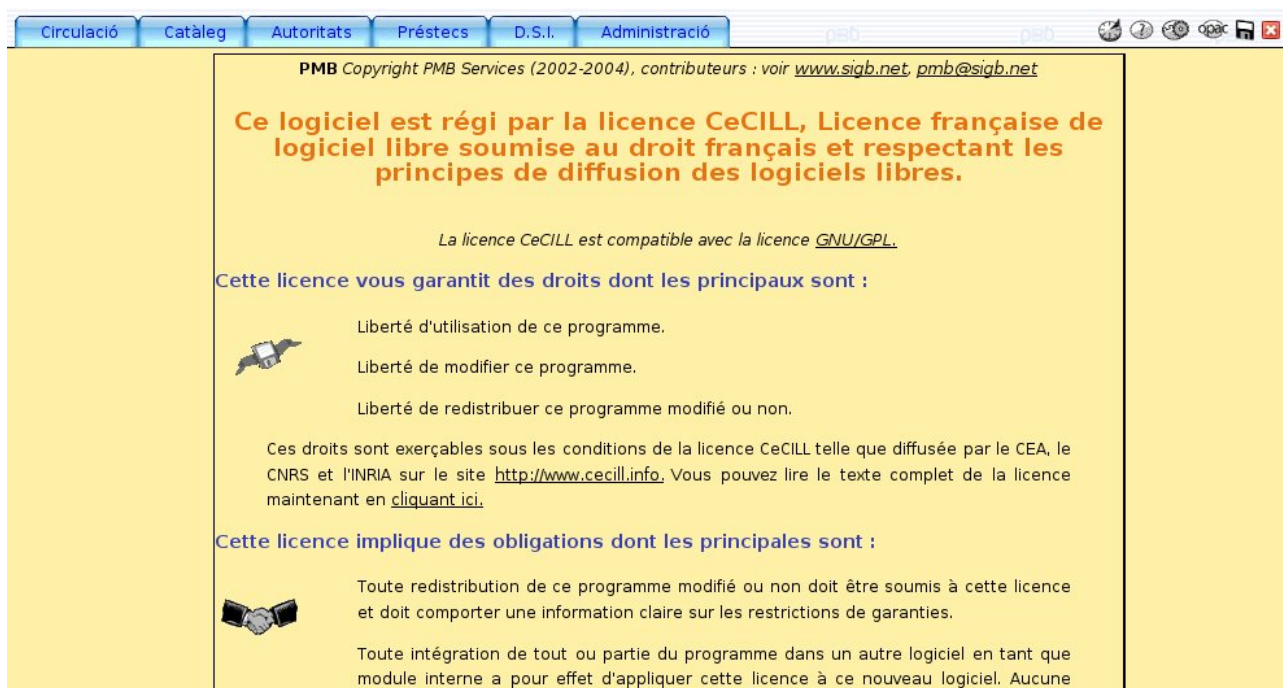 Circulació Catàleg Autoritats Préstecs D.S.I. Administració pmb pmb opac
PMB Copyright PMB Services (2002-2004), contributeurs : voir www.sigb.net, pmb@sigb.net
Ce logiciel est régi par la licence CeCILL, Licence française de
logiciel libre soumise au droit français et respectant les
principes de diffusion des logiciels libres.
La licence CeCILL est compatible avec la licence GNU/GPL.
Cette licence vous garantit des droits dont les principaux sont :
Liberté d'utilisation de ce programme.
Liberté de modifier ce programme.
Liberté de redistribuer ce programme modifié ou non.
Ces droits sont exerçables sous les conditions de la licence CeCILL telle que diffusée par le CEA, le
CNRS et l'INRIA sur le site http://www.cecill.info. Vous pouvez lire le texte complet de la licence
maintenant en cliquant ici.
Cette licence implique des obligations dont les principales sont :
Toute redistribution de ce programme modifié ou non doit être soumis à cette licence
et doit comporter une information claire sur les restrictions de garanties.
Toute intégration de tout ou partie du programme dans un autre logiciel en tant que
module interne a pour effet d'appliquer cette licence à ce nouveau logiciel. Aucune